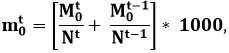 m₀ᵗ = [M₀ᵗ/Nᵗ + M₀ᵗ⁻¹/Nᵗ⁻¹] * 1000,